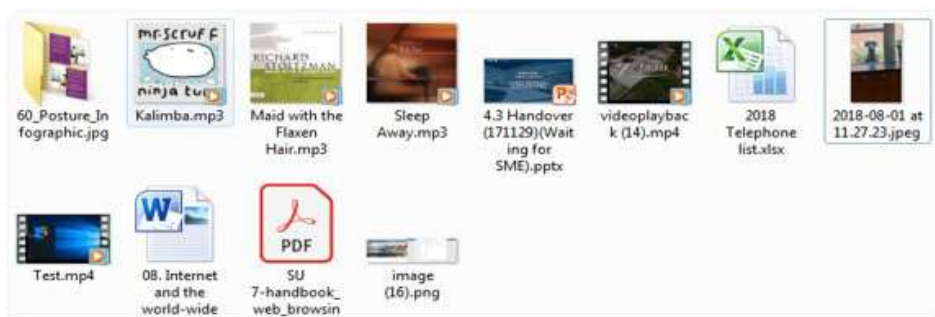 mr.scruff
ninja tu
RICHARD
STOLTZMAN
W
PDF
60_Posture_In
fographic.jpg
Kalimba.mp3
Maid with the
Flaxen
Hair.mp3
Sleep
Away.mp3
4.3 Handover
(171129)(Wait
ing for
SME).pptx
videoplaybac
k (14).mp4
2018
Telephone
list.xlsx
2018-08-01 at
11.27.23.jpeg
Test.mp4
08. Internet
and the
world-wide
SU
7-handbook_
web_browsin
image
(16).png